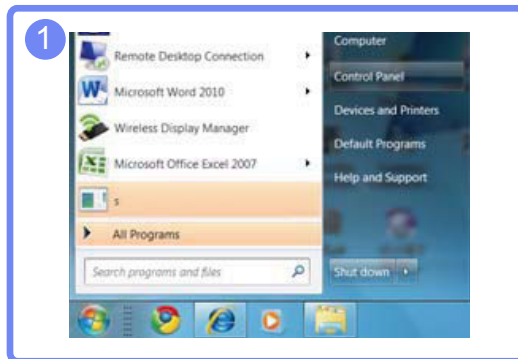 1
Remote Desktop Connection
Microsoft Word 2010
Wireless Display Manager
Microsoft Office Excel 2007
s
All Programs
Search programs and files
Computer
Control Panel
Devices and Printers
Default Programs
Help and Support
Shut down